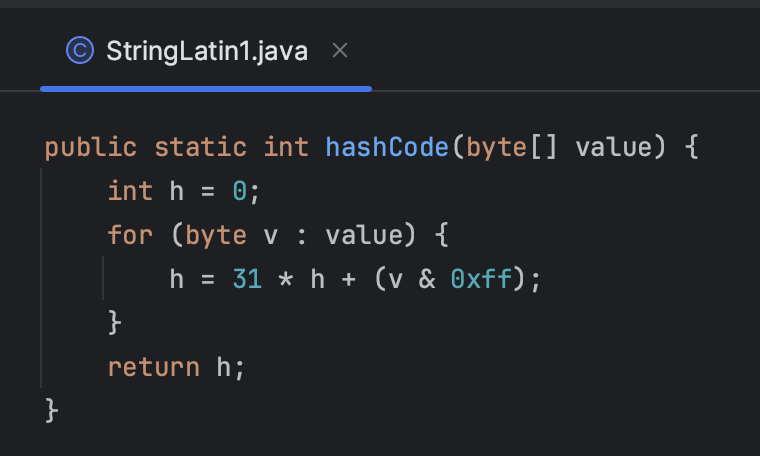 StringLatin1.java
public static int hashCode(byte[] value) {
    int h = 0;
    for (byte v : value) {
        h = 31 * h + (v & 0xff);
    }
    return h;
}